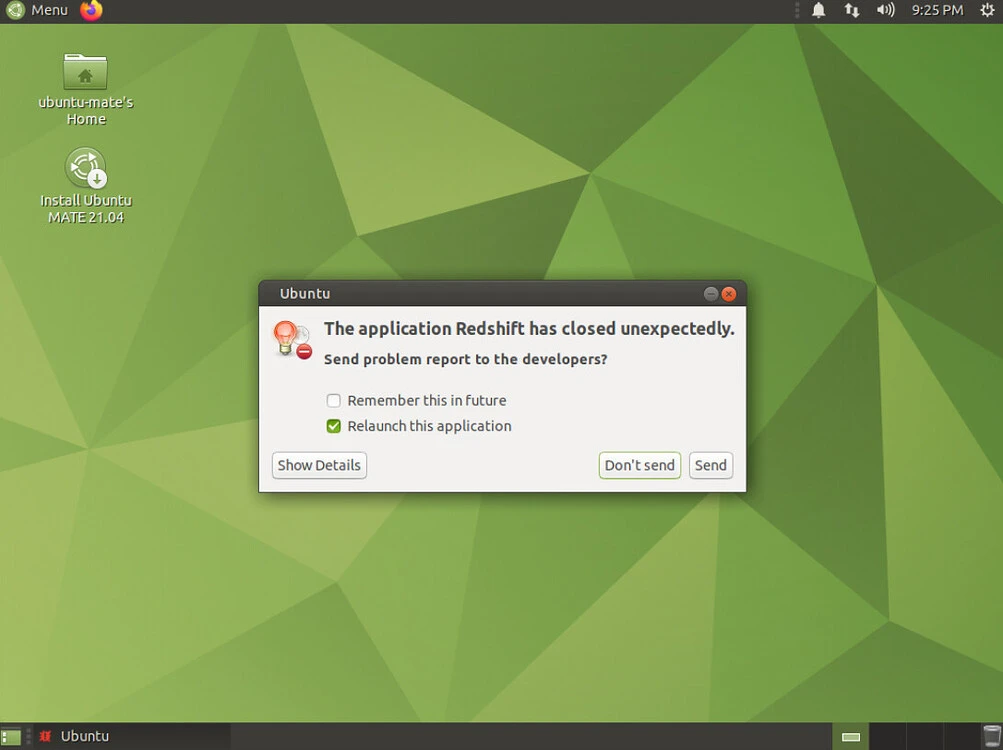 Menu
9:25 PM
ubuntu-mate's
Home
Install Ubuntu
MATE 21.04
Ubuntu
The application Redshift has closed unexpectedly.
Send problem report to the developers?
Remember this in future
Relaunch this application
Show Details
Don't send
Send
Ubuntu